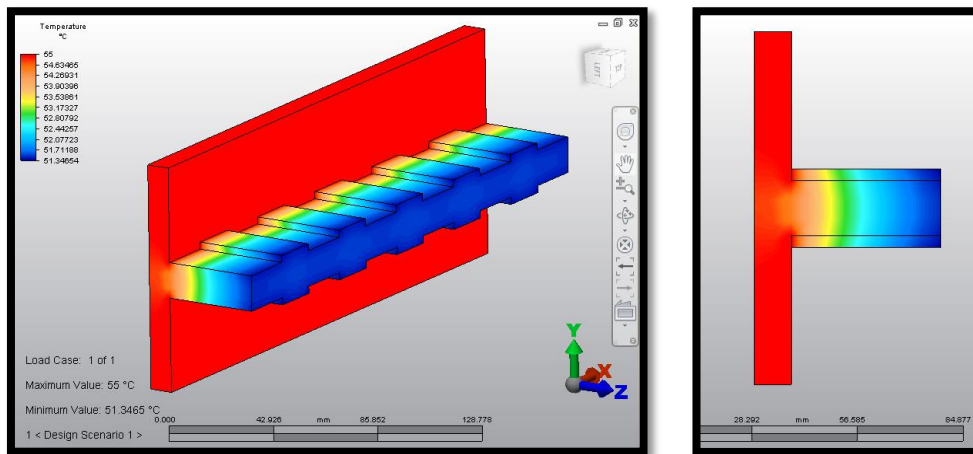 Temperature
°C
55
54.63465
54.26931
53.90396
53.53861
53.17327
52.80792
52.44257
52.07723
51.71188
51.34654
LEFT
Load Case: 1 of 1
Maximum Value: 55 °C
Minimum Value: 51.3465 °C
1 < Design Scenario 1 >
0.000 42.926 mm 85.852 128.778
Y
X
Z
28.292 mm 56.585 84.877